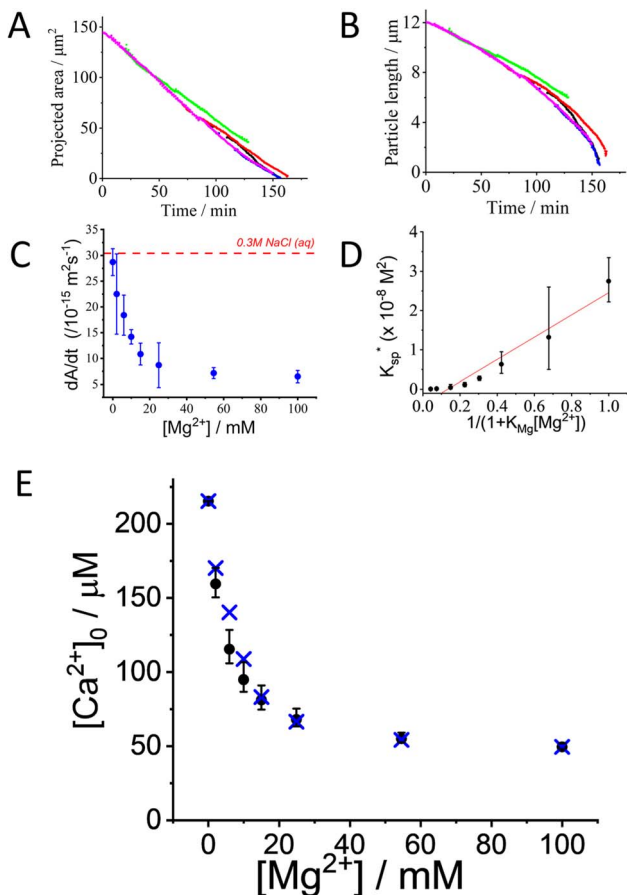 A
Projected area / μm²
150
100
50
0
0 50 100 150
Time / min
B
Particle length / μm
12
8
4
0
0 50 100 150
Time / min
C
dA/dt (/10⁻¹⁵ m²s⁻¹)
35
30
25
20
15
10
5
0.3M NaCl (aq)
0 20 40 60 80 100
[Mg²⁺] / mM
D
Kₛₚ* (x 10⁻⁸ M²)
4
3
2
1
0
0.0 0.2 0.4 0.6 0.8 1.0
1/(1+K_Mg[Mg²⁺])
E
[Ca²⁺]₀ / μM
200
150
100
50
0
0 20 40 60 80 100
[Mg²⁺] / mM